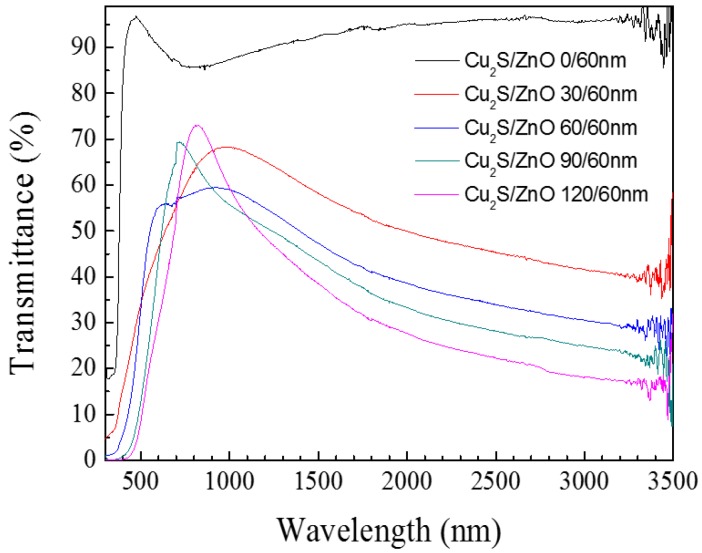 Transmittance (%)
90
80
70
60
50
40
30
20
10
0
500
1000
1500
2000
2500
3000
3500
Wavelength (nm)
Cu₂S/ZnO 0/60nm
Cu₂S/ZnO 30/60nm
Cu₂S/ZnO 60/60nm
Cu₂S/ZnO 90/60nm
Cu₂S/ZnO 120/60nm